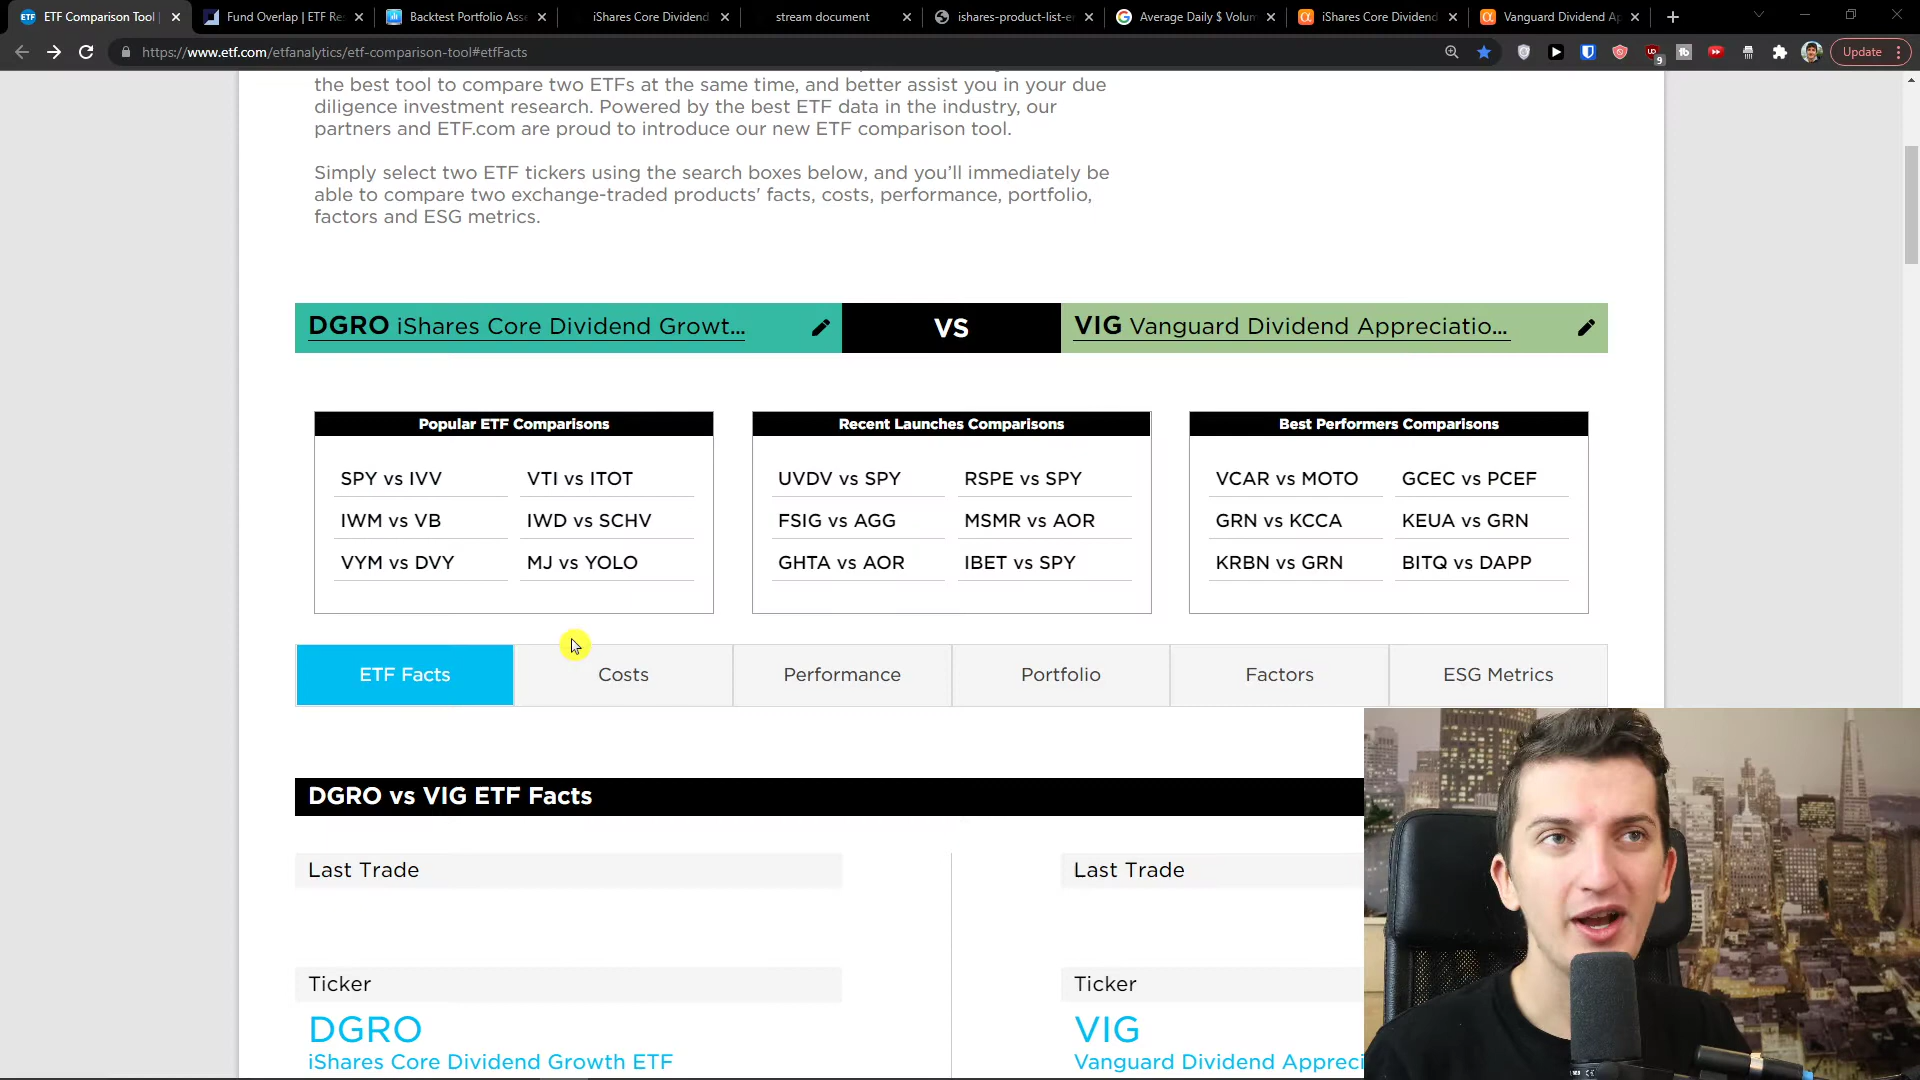 ETF Comparison Tool |
Fund Overlap | ETF Re
Backtest Portfolio Ass
iShares Core Dividend
stream document
ishares-product-list-e
Average Daily $ Volu
iShares Core Dividend
Vanguard Dividend A
https://www.etf.com/etfanalytics/etf-comparison-tool#etfFacts
9
Update
the best tool to compare two ETFs at the same time, and better assist you in your due
diligence investment research. Powered by the best ETF data in the industry, our
partners and ETF.com are proud to introduce our new ETF comparison tool.
Simply select two ETF tickers using the search boxes below, and you'll immediately be
able to compare two exchange-traded products' facts, costs, performance, portfolio,
factors and ESG metrics.
DGRO iShares Core Dividend Growt...
VS
VIG Vanguard Dividend Appreciatio...
Popular ETF Comparisons
SPY vs IVV
VTI vs ITOT
IWM vs VB
IWD vs SCHV
VYM vs DVY
MJ vs YOLO
Recent Launches Comparisons
UVDV vs SPY
RSPE vs SPY
FSIG vs AGG
MSMR vs AOR
GHTA vs AOR
IBET vs SPY
Best Performers Comparisons
VCAR vs MOTO
GCEC vs PCEF
GRN vs KCCA
KEUA vs GRN
KRBN vs GRN
BITQ vs DAPP
ETF Facts
Costs
Performance
Portfolio
Factors
ESG Metrics
DGRO vs VIG ETF Facts
Last Trade
Last Trade
Ticker
Ticker
DGRO
VIG
iShares Core Dividend Growth ETF
Vanguard Dividend Appreci